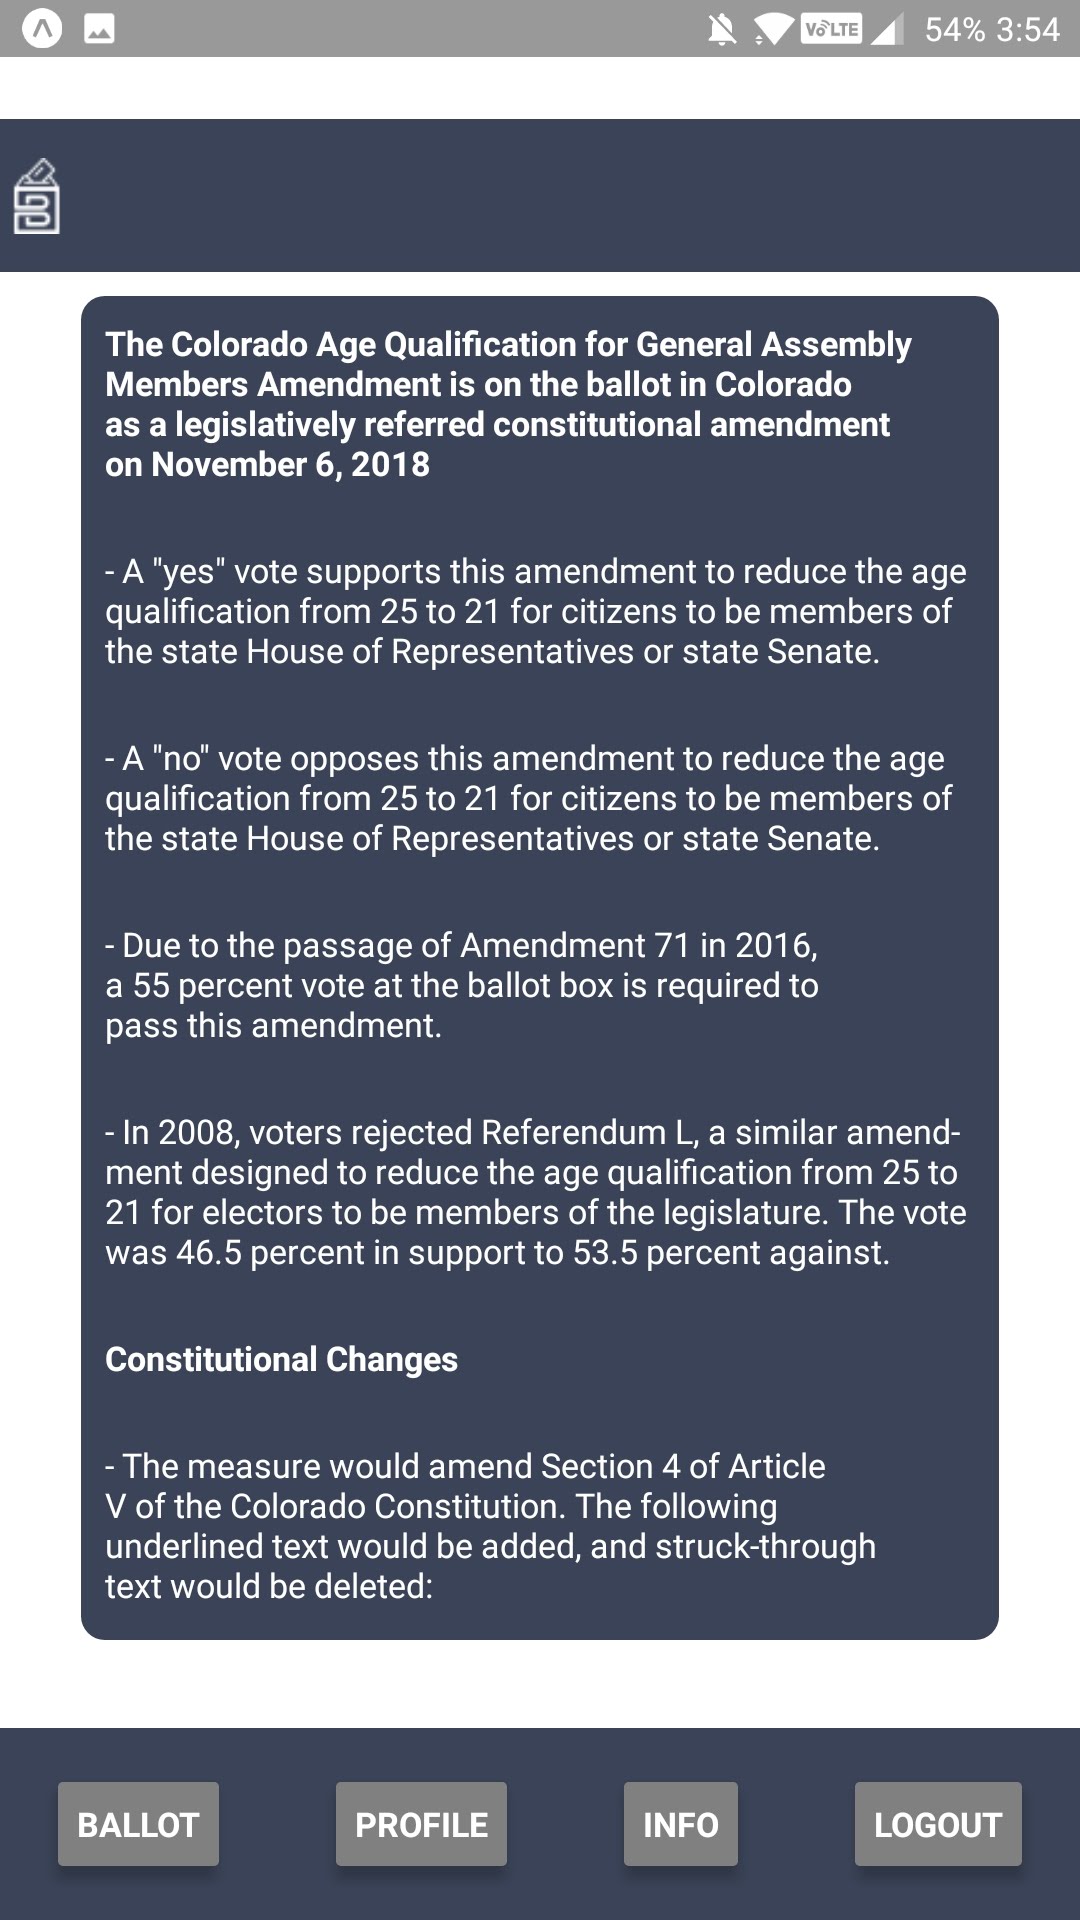 54% 3:54
VoLTE
The Colorado Age Qualification for General Assembly
Members Amendment is on the ballot in Colorado
as a legislatively referred constitutional amendment
on November 6, 2018
- A "yes" vote supports this amendment to reduce the age
qualification from 25 to 21 for citizens to be members of
the state House of Representatives or state Senate.
- A "no" vote opposes this amendment to reduce the age
qualification from 25 to 21 for citizens to be members of
the state House of Representatives or state Senate.
- Due to the passage of Amendment 71 in 2016,
a 55 percent vote at the ballot box is required to
pass this amendment.
- In 2008, voters rejected Referendum L, a similar amend-
ment designed to reduce the age qualification from 25 to
21 for electors to be members of the legislature. The vote
was 46.5 percent in support to 53.5 percent against.
Constitutional Changes
- The measure would amend Section 4 of Article
V of the Colorado Constitution. The following
underlined text would be added, and struck-through
text would be deleted:
BALLOT PROFILE INFO LOGOUT